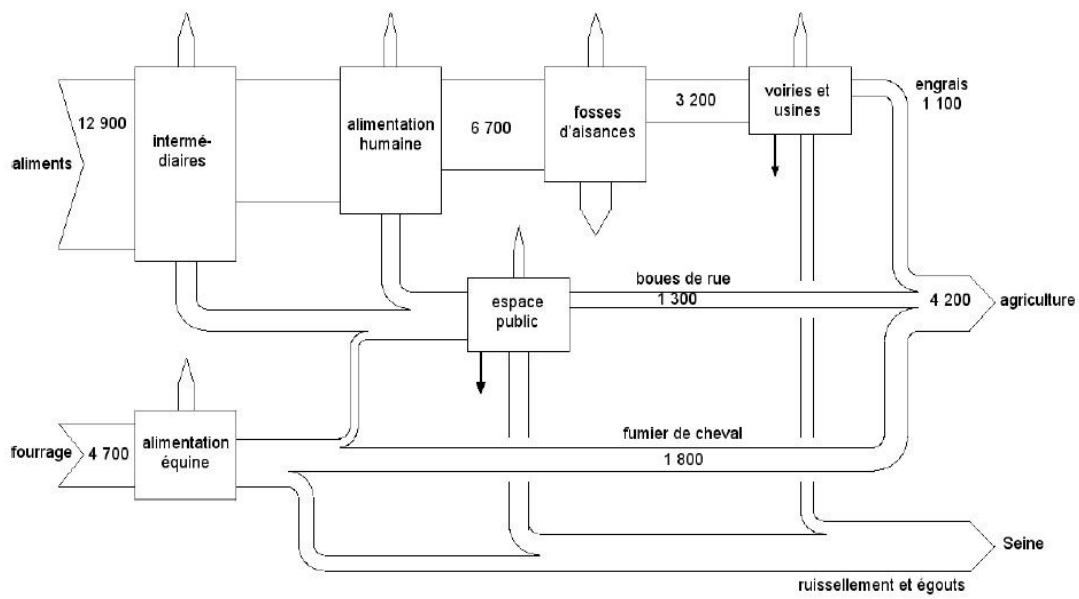 12 900
aliments
intermé-
diaires
alimentation
humaine
6 700
fosses
d'aisances
3 200
voiries et
usines
engrais
1 100
espace
public
boues de rue
1 300
4 200
agriculture
fourrage
4 700
alimentation
équine
fumier de cheval
1 800
Seine
ruissellement et égouts